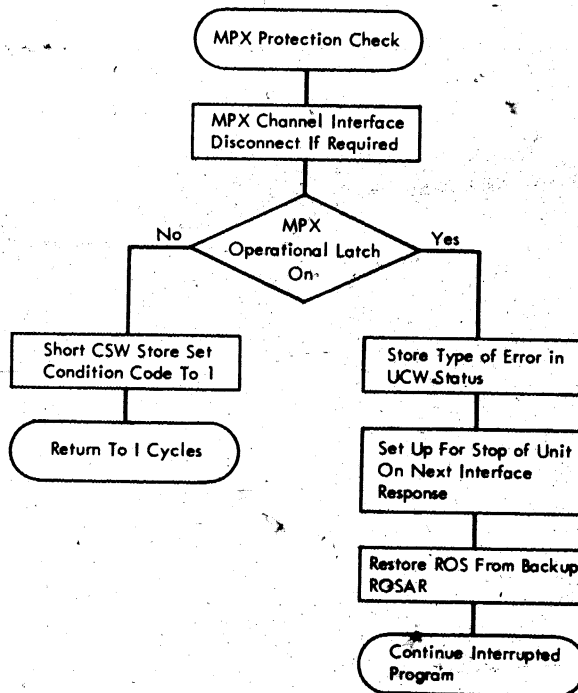 MPX Protection Check
MPX Channel Interface
Disconnect If Required
MPX
Operational Latch
On
No
Yes
Short CSW Store Set
Condition Code To 1
Return To I Cycles
Store Type of Error in
UCW Status
Set Up For Stop of Unit
On Next Interface
Response
Restore ROS From Backup
ROSAR
Continue Interrupted
Program